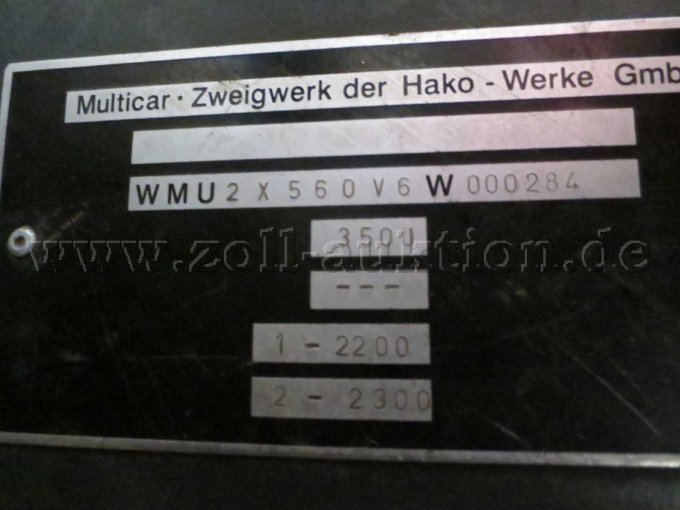 Multicar · Zweigwerk der Hako - Werke Gmb
WMU2X560V6W000284
3500
www.zoll-auktion.de
---
1 - 2200
2 - 2300